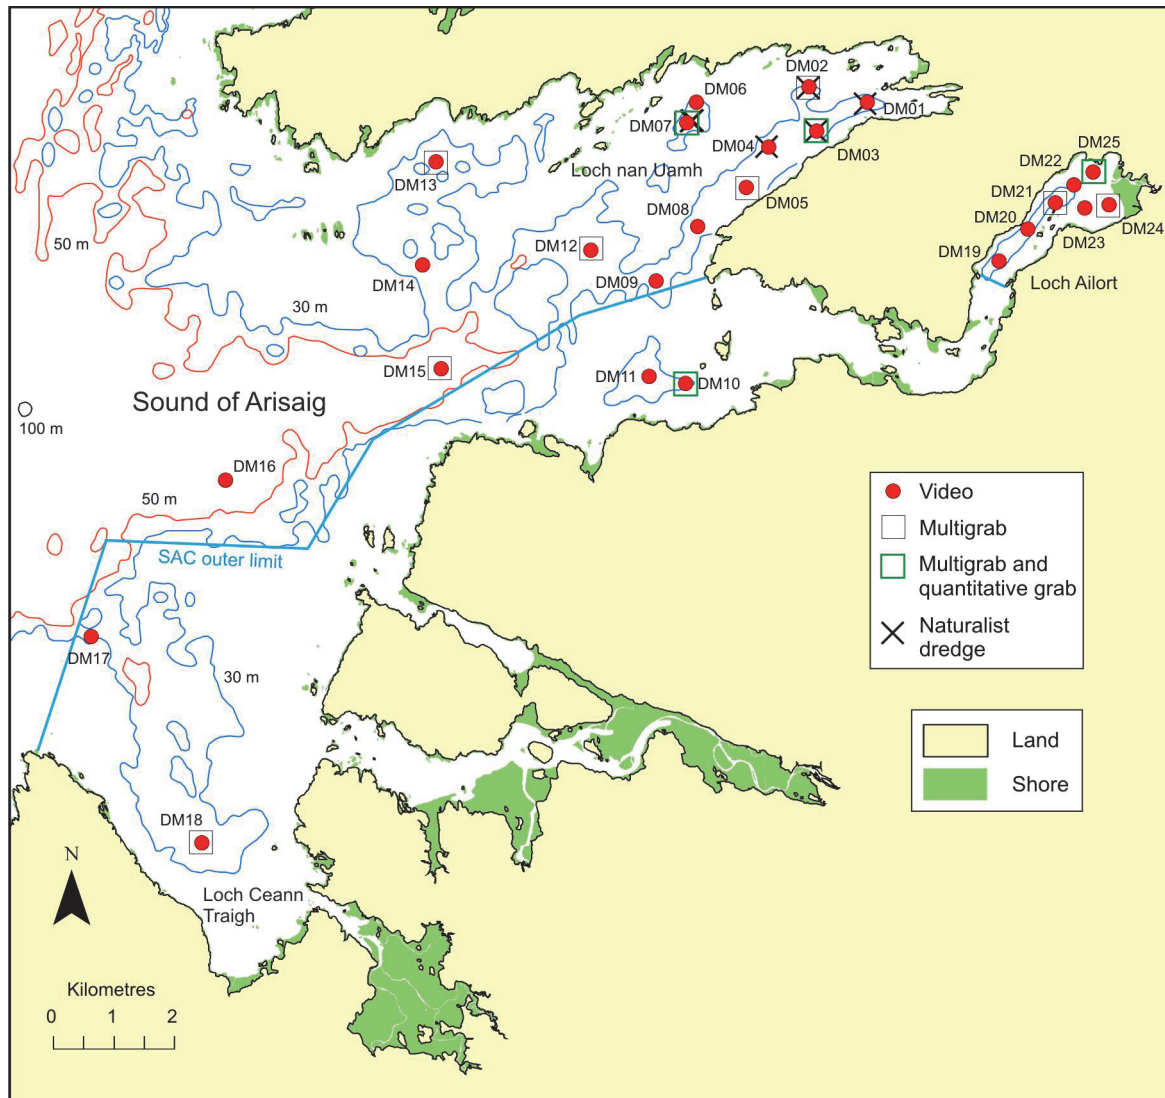 DM02
DM06
DM01
DM07
DM04
DM03
DM25
DM22
Loch nan Uamh
DM13
DM21
DM05
DM08
DM20
DM24
DM23
50 m
DM12
DM19
DM14
DM09
Loch Ailort
30 m
DM15
DM11
DM10
Sound of Arisaig
100 m
DM16
50 m
SAC outer limit
Video
Multigrab
Multigrab and
quantitative grab
Naturalist
dredge
DM17
30 m
Land
Shore
DM18
N
Loch Ceann
Traigh
Kilometres
0 1 2